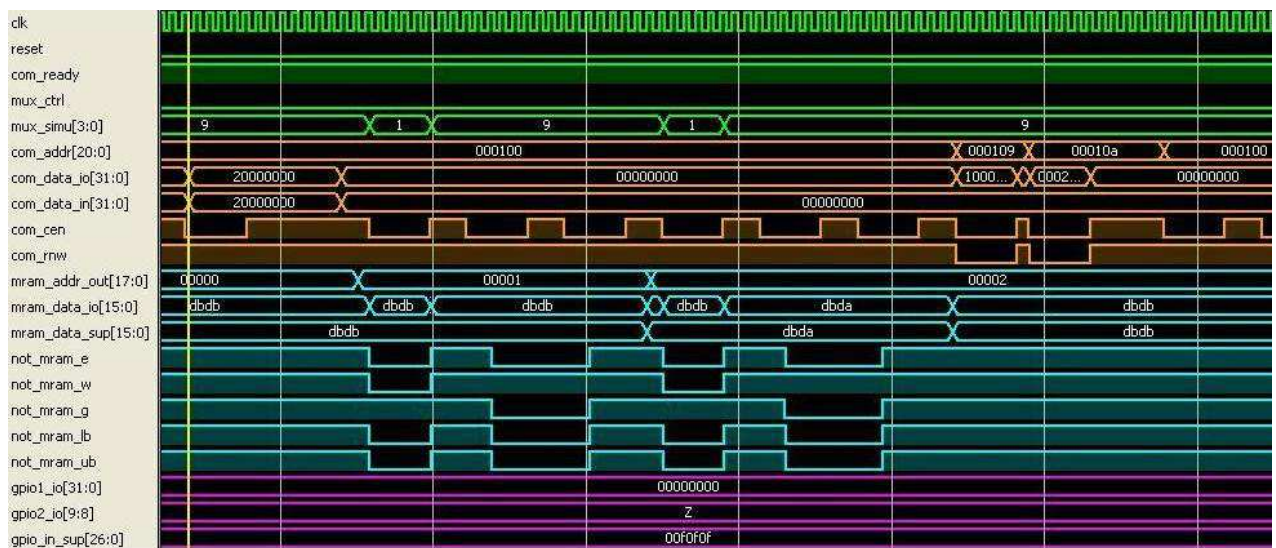 clk
reset
com_ready
mux_ctrl
mux_simu[3:0] 9 1 9 1 9
com_addr[20:0] 000100 000109 00010a 000100
com_data_io[31:0] 20000000 00000000 1000... 0002... 00000000
com_data_in[31:0] 20000000 00000000
com_cen
com_rnw
mram_addr_out[17:0] 00000 00001 00002
mram_data_io[15:0] dbdb dbdb dbdb dbdb dbda dbdb
mram_data_sup[15:0] dbdb dbda dbdb
not_mram_e
not_mram_w
not_mram_g
not_mram_lb
not_mram_ub
gpio1_io[31:0] 00000000
gpio2_io[9:8] Z
gpio_in_sup[26:0] 00f0f0f